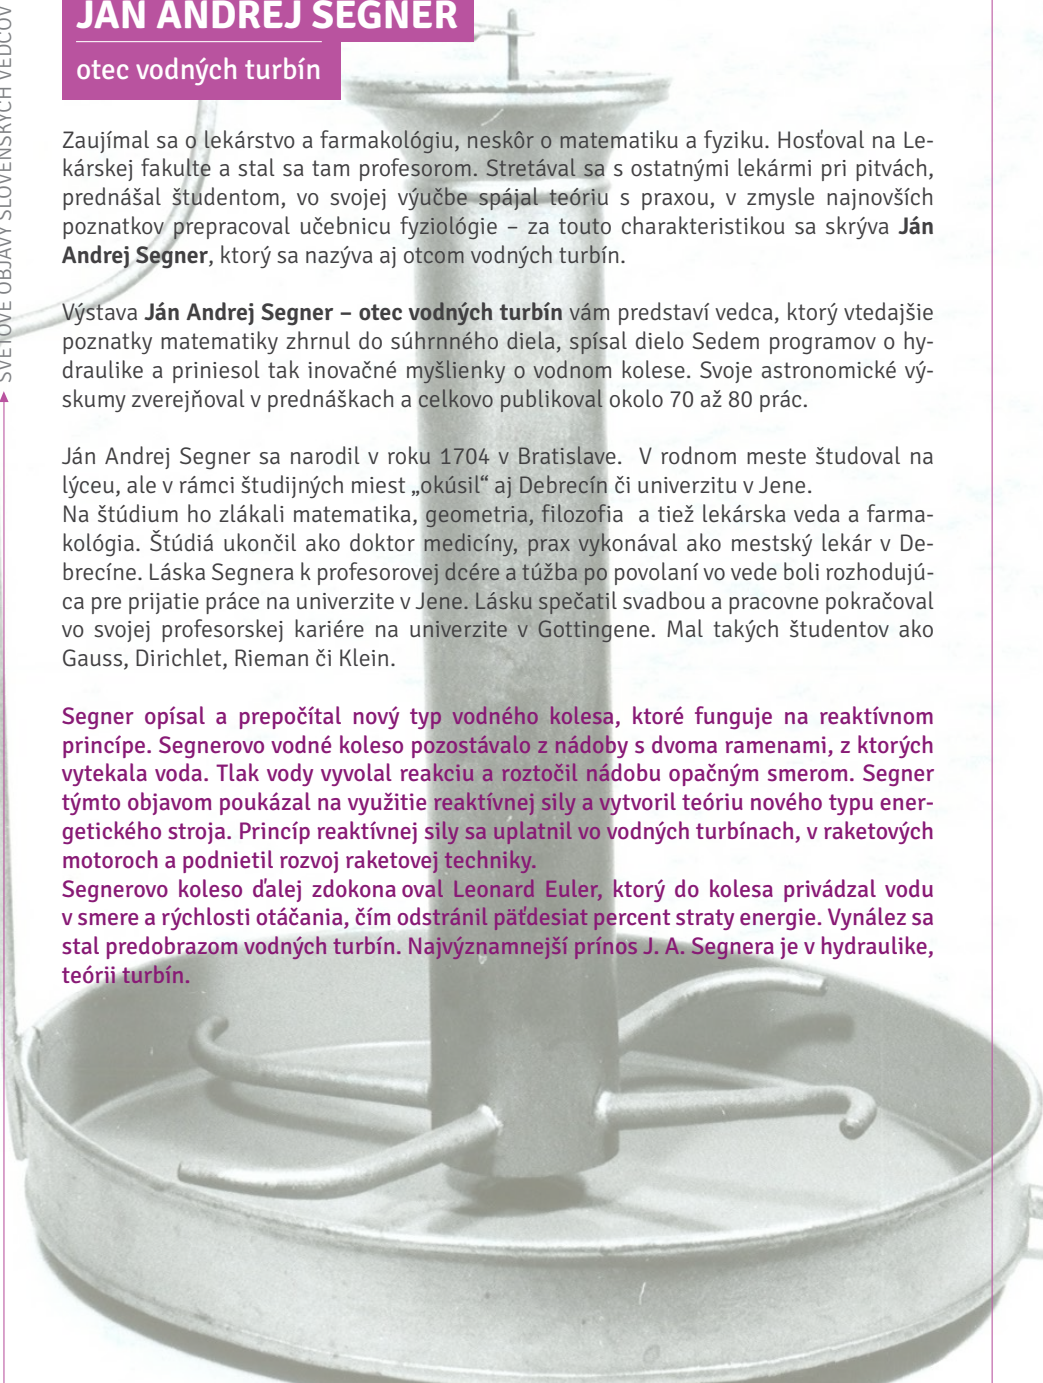 JÁN ANDREJ SEGNER
otec vodných turbín
SVETOVÉ OBJAVY SLOVENSKÝCH VEDCOV
Zaujímal sa o lekárstvo a farmakológiu, neskôr o matematiku a fyziku. Hosťoval na Le-
kárskej fakulte a stal sa tam profesorom. Stretával sa s ostatnými lekármi pri pitvách,
prednášal študentom, vo svojej výučbe spájal teóriu s praxou, v zmysle najnovších
poznatkov prepracoval učebnicu fyziológie – za touto charakteristikou sa skrýva Ján
Andrej Segner, ktorý sa nazýva aj otcom vodných turbín.
Výstava Ján Andrej Segner – otec vodných turbín vám predstaví vedca, ktorý vtedajšie
poznatky matematiky zhrnul do súhrnného diela, spísal dielo Sedem programov o hy-
draulike a priniesol tak inovačné myšlienky o vodnom kolese. Svoje astronomické vý-
skumy zverejňoval v prednáškach a celkovo publikoval okolo 70 až 80 prác.
Ján Andrej Segner sa narodil v roku 1704 v Bratislave.  V rodnom meste študoval na
lýceu, ale v rámci študijných miest „okúsil“ aj Debrecín či univerzitu v Jene.
Na štúdium ho zlákali matematika, geometria, filozofia  a tiež lekárska veda a farma-
kológia. Štúdiá ukončil ako doktor medicíny, prax vykonával ako mestský lekár v De-
brecíne. Láska Segnera k profesorovej dcére a túžba po povolaní vo vede boli rozhodujú-
ca pre prijatie práce na univerzite v Jene. Lásku spečatil svadbou a pracovne pokračoval
vo svojej profesorskej kariére na univerzite v Gottingene. Mal takých študentov ako
Gauss, Dirichlet, Rieman či Klein.
Segner opísal a prepočítal nový typ vodného kolesa, ktoré funguje na reaktívnom
princípe. Segnerovo vodné koleso pozostávalo z nádoby s dvoma ramenami, z ktorých
vytekala voda. Tlak vody vyvolal reakciu a roztočil nádobu opačným smerom. Segner
týmto objavom poukázal na využitie reaktívnej sily a vytvoril teóriu nového typu ener-
getického stroja. Princíp reaktívnej sily sa uplatnil vo vodných turbínach, v raketových
motoroch a podnietil rozvoj raketovej techniky.
Segnerovo koleso ďalej zdokona oval Leonard Euler, ktorý do kolesa privádzal vodu
v smere a rýchlosti otáčania, čím odstránil päťdesiat percent straty energie. Vynález sa
stal predobrazom vodných turbín. Najvýznamnejší prínos J. A. Segnera je v hydraulike,
teórii turbín.